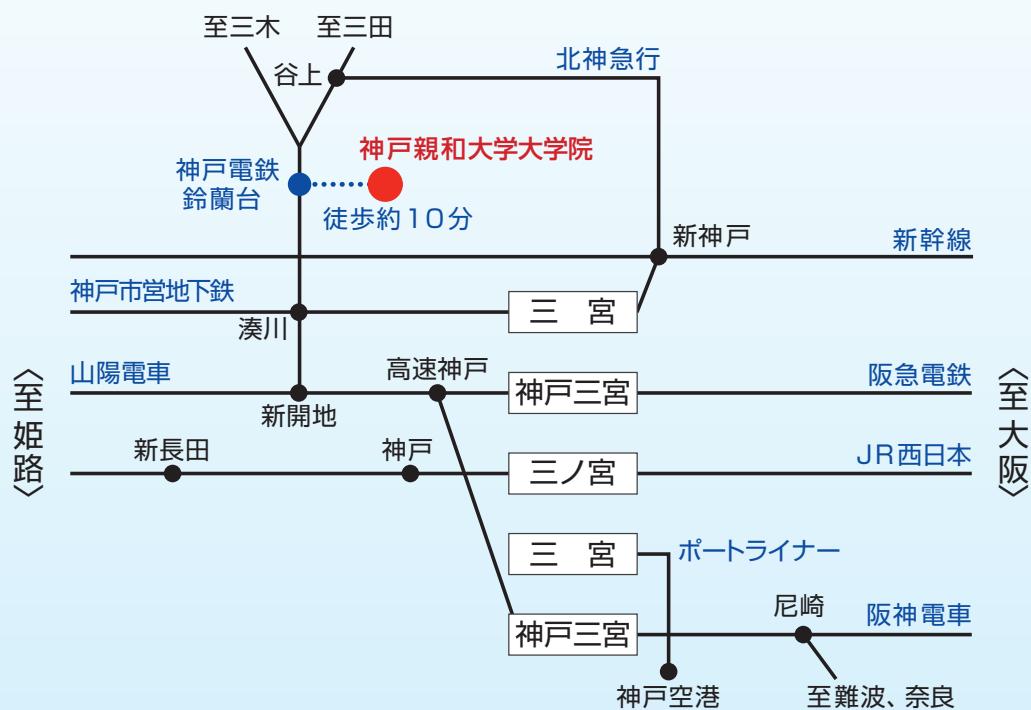 至三木
至三田
谷上
北神急行
神戸親和大学大学院
神戸電鉄
鈴蘭台
徒歩約10分
新神戸
新幹線
神戸市営地下鉄
三　宮
湊川
山陽電車
高速神戸
神戸三宮
阪急電鉄
新開地
〈至姫路〉
〈至大阪〉
新長田
神戸
三ノ宮
JR西日本
三　宮
ポートライナー
尼崎
神戸三宮
阪神電車
神戸空港
至難波、奈良